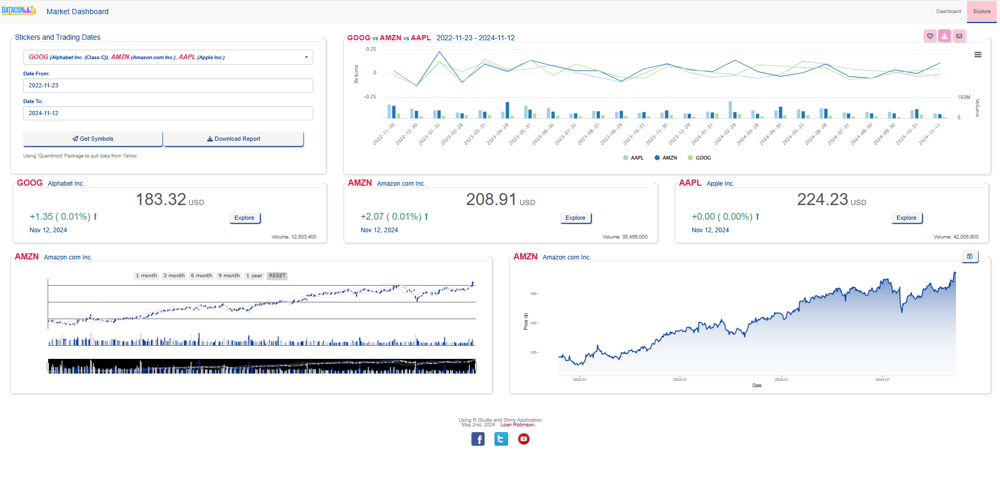 DATACON LA
Market Dashboard
Dashboard
Explore
Stickers and Trading Dates
GOOG (Alphabet Inc. (Class C)), AMZN (Amazon.com Inc.), AAPL (Apple Inc.)
Date From:
2022-11-23
Date To:
2024-11-12
Get Symbols
Download Report
Using 'Quantmod' Package to pull data from Yahoo
GOOG vs AMZN vs AAPL 2022-11-23 - 2024-11-12
0.25
0
-0.25
Returns
160M
0
Volume
2022-11-30
2022-12-30
2023-01-31
2023-02-28
2023-03-31
2023-04-28
2023-05-31
2023-06-30
2023-07-31
2023-08-31
2023-09-29
2023-10-31
2023-11-30
2023-12-29
2024-01-31
2024-02-29
2024-03-28
2024-04-30
2024-05-31
2024-06-28
2024-07-31
2024-08-30
2024-09-30
2024-10-31
2024-11-11
AAPL
AMZN
GOOG
GOOG Alphabet Inc.
183.32 USD
+1.35 ( 0.01%)
Explore
Nov 12, 2024
Volume: 12,503,400
AMZN Amazon.com Inc.
208.91 USD
+2.07 ( 0.01%)
Explore
Nov 12, 2024
Volume: 35,456,000
AAPL Apple Inc.
224.23 USD
+0.00 ( 0.00%)
Explore
Nov 12, 2024
Volume: 42,005,600
AMZN Amazon.com Inc.
1 month
3 month
6 month
9 month
1 year
RESET
AMZN Amazon.com Inc.
180
140
100
Price ($)
2023-01
2023-07
2024-01
2024-07
Date
Using R Studio and Shiny Application.
May 2nd, 2024 Loan Robinson.